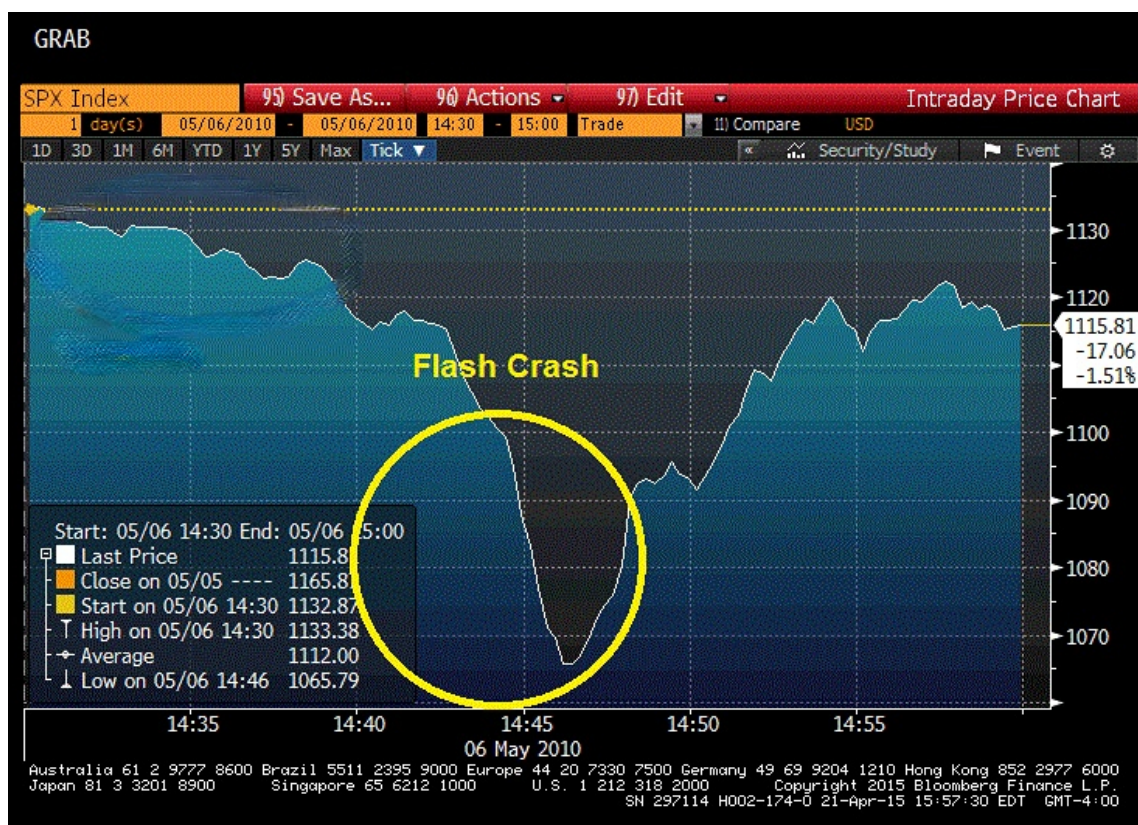 GRAB
SPX Index 95) Save As... 96) Actions 97) Edit Intraday Price Chart
1 day(s) 05/06/2010 - 05/06/2010 14:30 - 15:00 Trade 11) Compare USD
1D 3D 1M 6M YTD 1Y 5Y Max Tick ▼ « Security/Study Event
1130
1120
1115.81
-17.06
-1.51%
Flash Crash
1100
1090
1080
1070
Start: 05/06 14:30 End: 05/06 15:00
Last Price 1115.8
Close on 05/05 ---- 1165.8
Start on 05/06 14:30 1132.87
High on 05/06 14:30 1133.38
Average 1112.00
Low on 05/06 14:46 1065.79
14:35 14:40 14:45 14:50 14:55
06 May 2010
Australia 61 2 9777 8600 Brazil 5511 2395 9000 Europe 44 20 7330 7500 Germany 49 69 9204 1210 Hong Kong 852 2977 6000
Japan 81 3 3201 8900 Singapore 65 6212 1000 U.S. 1 212 318 2000 Copyright 2015 Bloomberg Finance L.P.
SN 297114 H002-174-0 21-Apr-15 15:57:30 EDT GMT-4:00